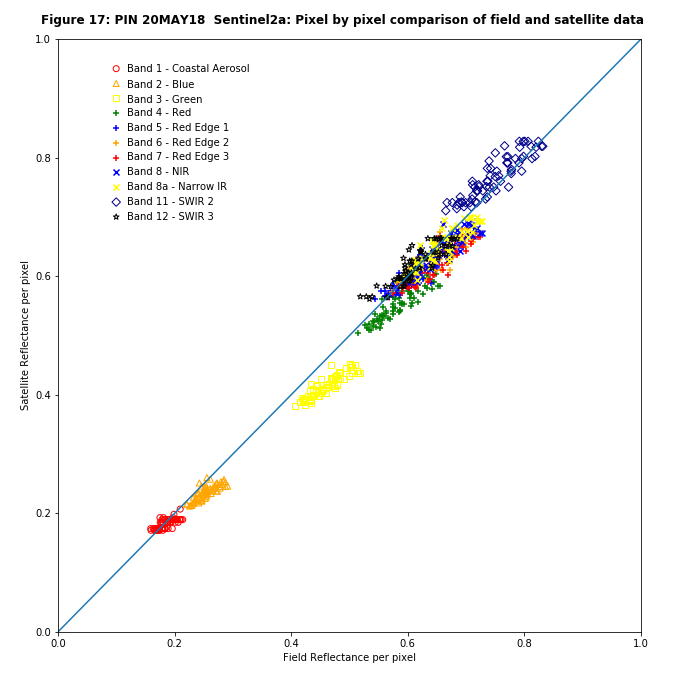 Figure 17: PIN 20MAY18  Sentinel2a: Pixel by pixel comparison of field and satellite data
1.0
Band 1 - Coastal Aerosol
Band 2 - Blue
Band 3 - Green
Band 4 - Red
Band 5 - Red Edge 1
Band 6 - Red Edge 2
Band 7 - Red Edge 3
Band 8 - NIR
Band 8a - Narrow IR
Band 11 - SWIR 2
Band 12 - SWIR 3
0.8
0.6
0.4
0.2
0.0
Satellite Reflectance per pixel
0.0 0.2 0.4 0.6 0.8 1.0
Field Reflectance per pixel